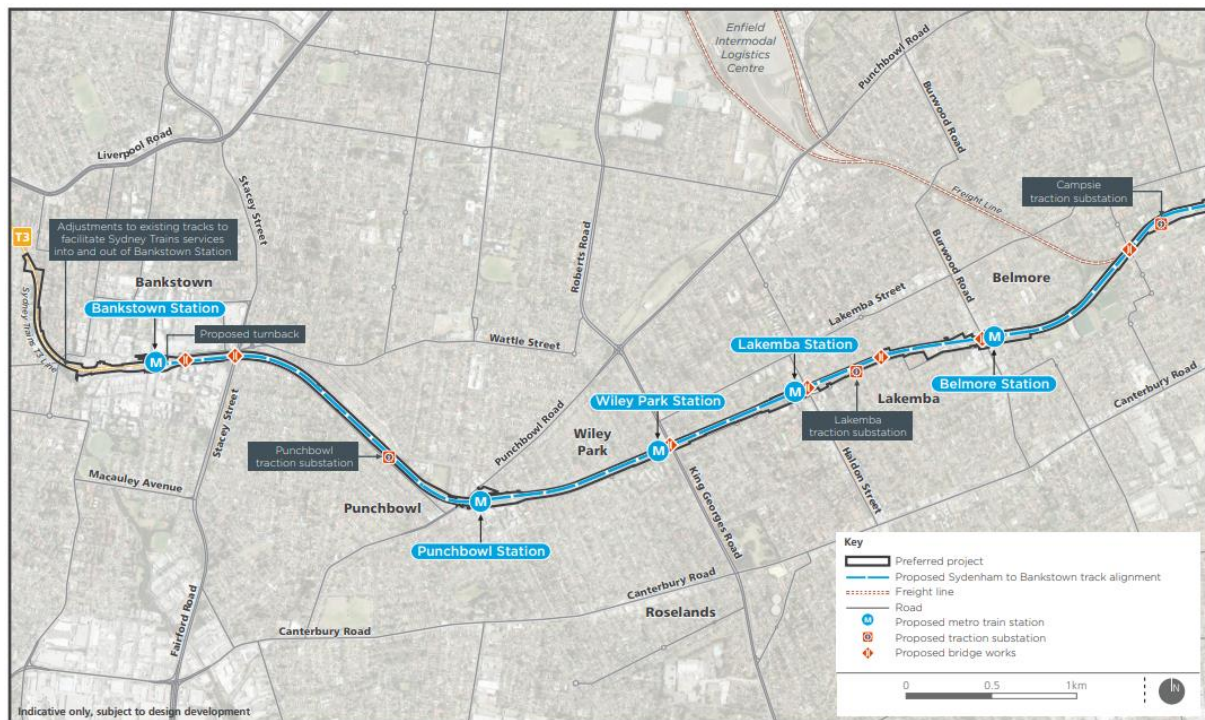 Enfield
Intermodal
Logistics
Centre
Punchbowl Road
Burwood Road
Liverpool Road
Stacey Street
Campsie
traction substation
Freight Line
T3
Adjustments to existing tracks to
facilitate Sydney Trains services
into and out of Bankstown Station
Roberts Road
Burwood Road
Bankstown
Belmore
Sydney Trains T3 Line
Bankstown Station
Lakemba Street
Proposed turnback
Wattle Street
Lakemba Station
M
M
Belmore Station
Canterbury Road
M
Lakemba
Wiley Park Station
Lakemba
traction substation
Stacey Street
Punchbowl Road
Wiley
Park
Punchbowl
traction substation
M
Haldon Street
Macauley Avenue
King Georges Road
Punchbowl
M
Punchbowl Station
Key
Preferred project
Proposed Sydenham to Bankstown track alignment
Freight line
Road
M Proposed metro train station
Proposed traction substation
Proposed bridge works
Canterbury Road
Roselands
Canterbury Road
Fairford Road
0 0.5 1km
N
Indicative only, subject to design development